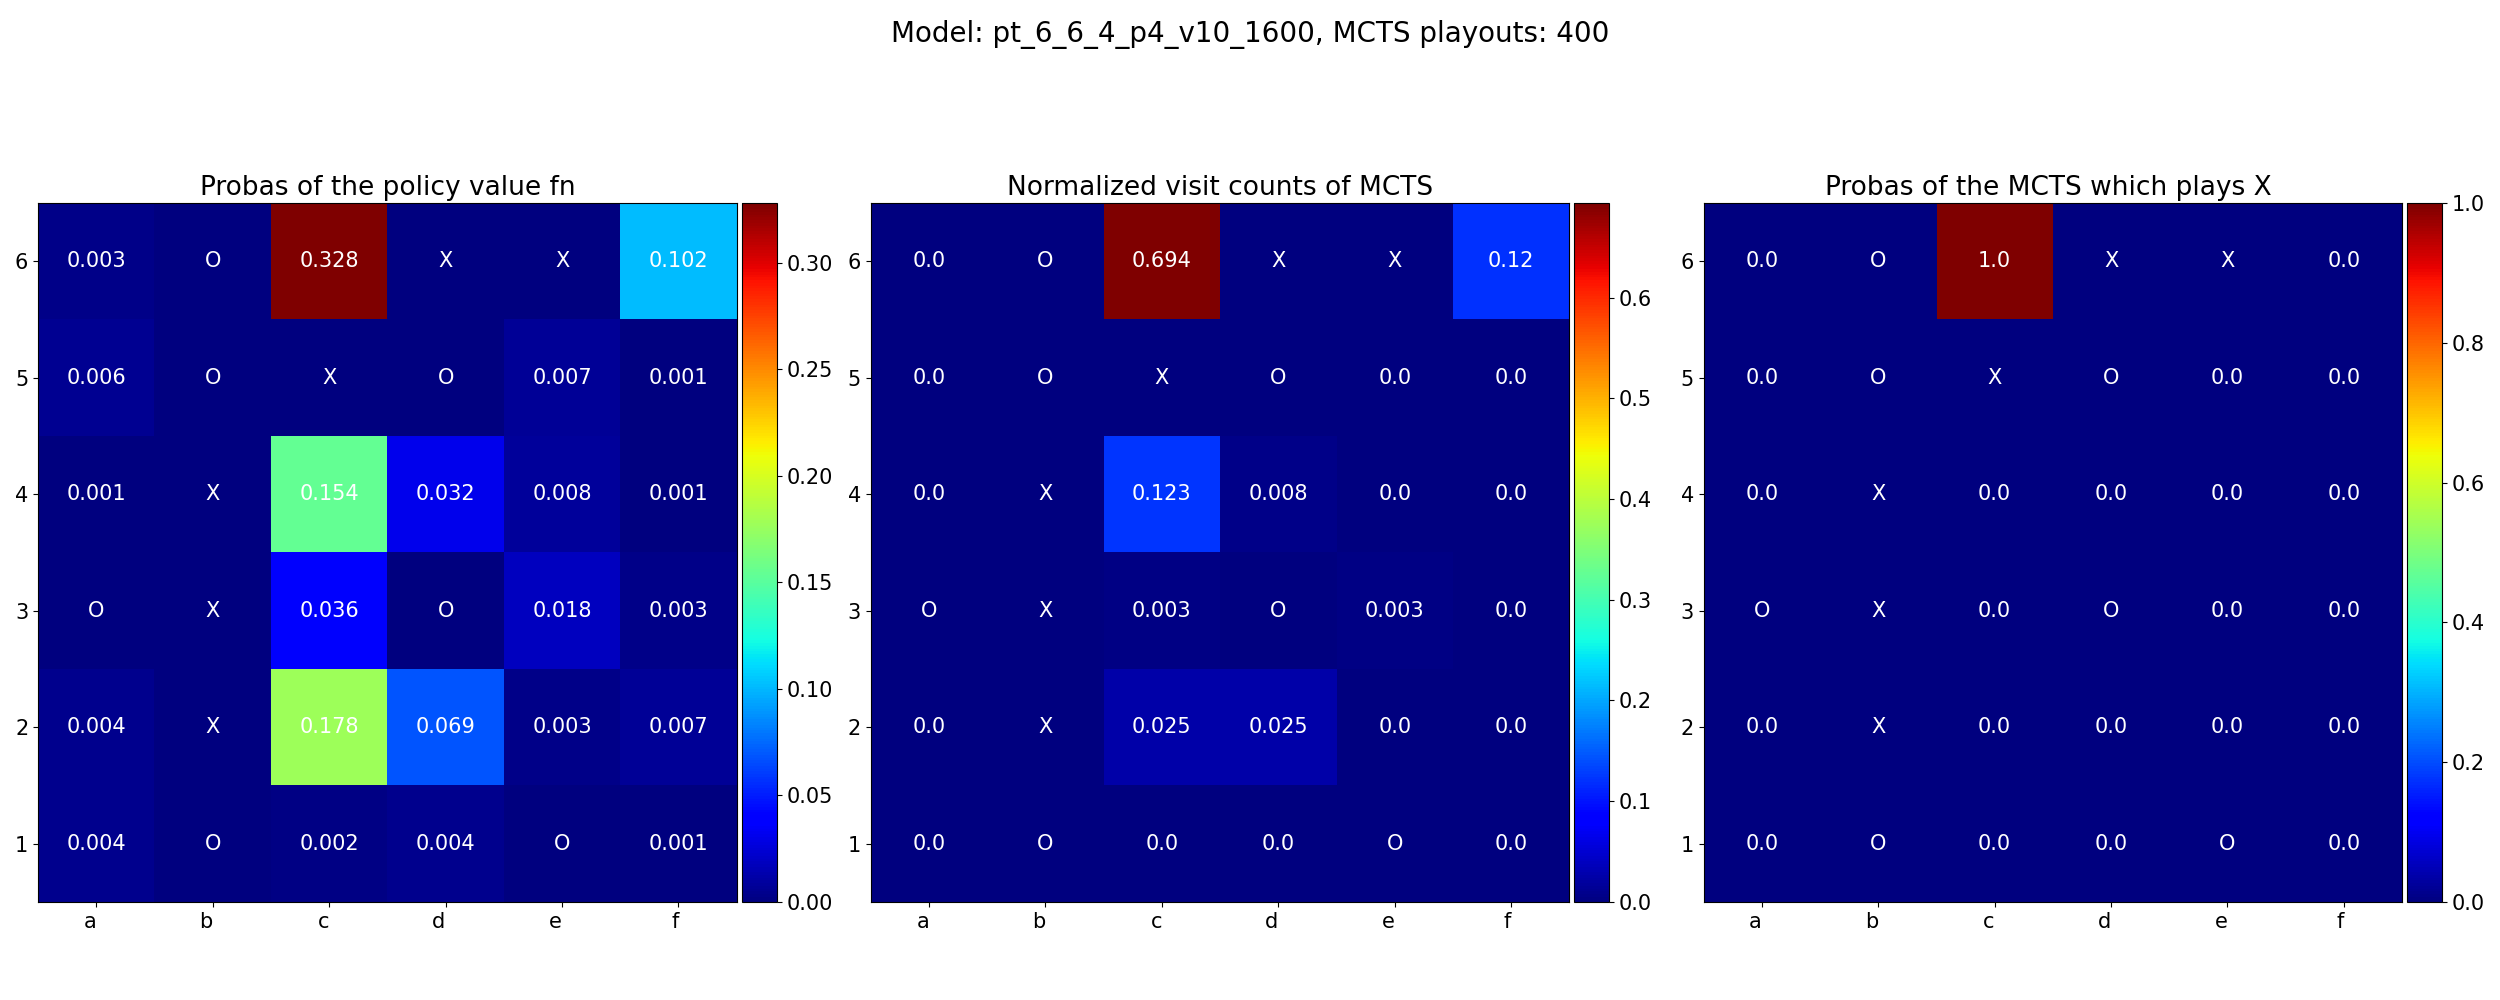 Model: pt_6_6_4_p4_v10_1600, MCTS playouts: 400
Probas of the policy value fn
6 0.003 O 0.328 X X 0.102
5 0.006 O X O 0.007 0.001
4 0.001 X 0.154 0.032 0.008 0.001
3 O X 0.036 O 0.018 0.003
2 0.004 X 0.178 0.069 0.003 0.007
1 0.004 O 0.002 0.004 O 0.001
a b c d e f
0.30
0.25
0.20
0.15
0.10
0.05
0.00
Normalized visit counts of MCTS
6 0.0 O 0.694 X X 0.12
5 0.0 O X O 0.0 0.0
4 0.0 X 0.123 0.008 0.0 0.0
3 O X 0.003 O 0.003 0.0
2 0.0 X 0.025 0.025 0.0 0.0
1 0.0 O 0.0 0.0 O 0.0
a b c d e f
0.6
0.5
0.4
0.3
0.2
0.1
0.0
Probas of the MCTS which plays X
6 0.0 O 1.0 X X 0.0
5 0.0 O X O 0.0 0.0
4 0.0 X 0.0 0.0 0.0 0.0
3 O X 0.0 O 0.0 0.0
2 0.0 X 0.0 0.0 0.0 0.0
1 0.0 O 0.0 0.0 O 0.0
a b c d e f
1.0
0.8
0.6
0.4
0.2
0.0